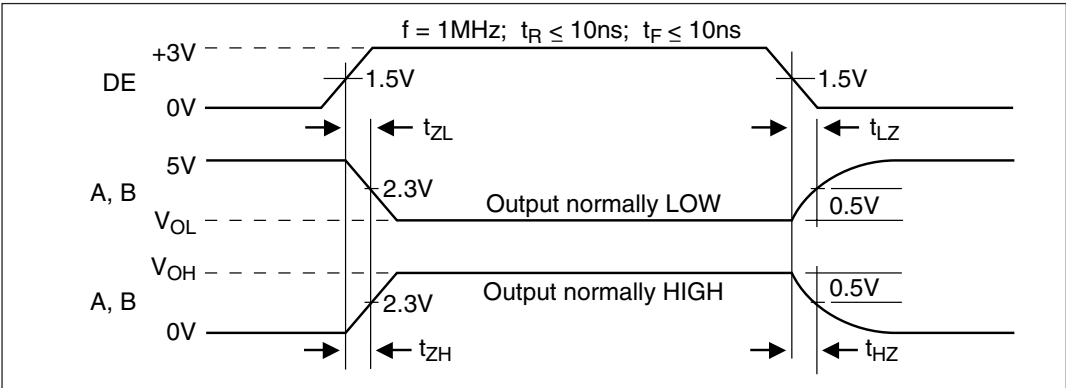 f = 1MHz; tR ≤ 10ns; tF ≤ 10ns
+3V
DE
1.5V
1.5V
0V
tZL
tLZ
5V
A, B
2.3V
Output normally LOW
0.5V
VOL
VOH
A, B
2.3V
Output normally HIGH
0.5V
0V
tZH
tHZ